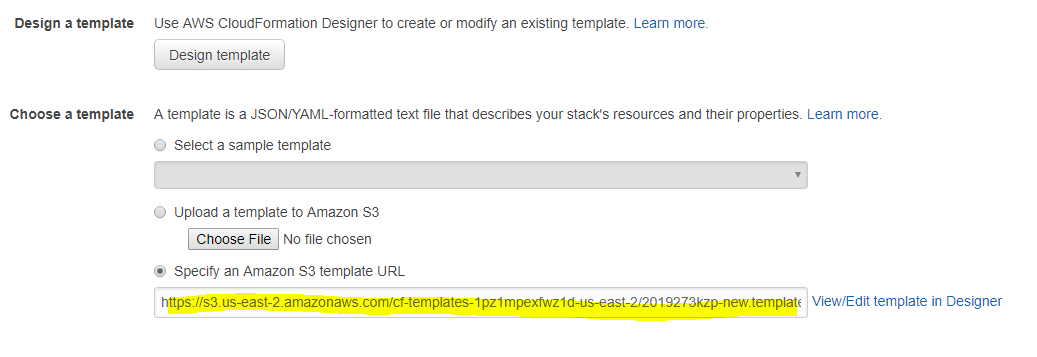 Design a template Use AWS CloudFormation Designer to create or modify an existing template. Learn more.
Design template
Choose a template A template is a JSON/YAML-formatted text file that describes your stack's resources and their properties. Learn more.
Select a sample template
Upload a template to Amazon S3
Choose File No file chosen
Specify an Amazon S3 template URL
https://s3.us-east-2.amazonaws.com/cf-templates-1pz1mpexfwz1d-us-east-2/2019273kzp-new.template View/Edit template in Designer